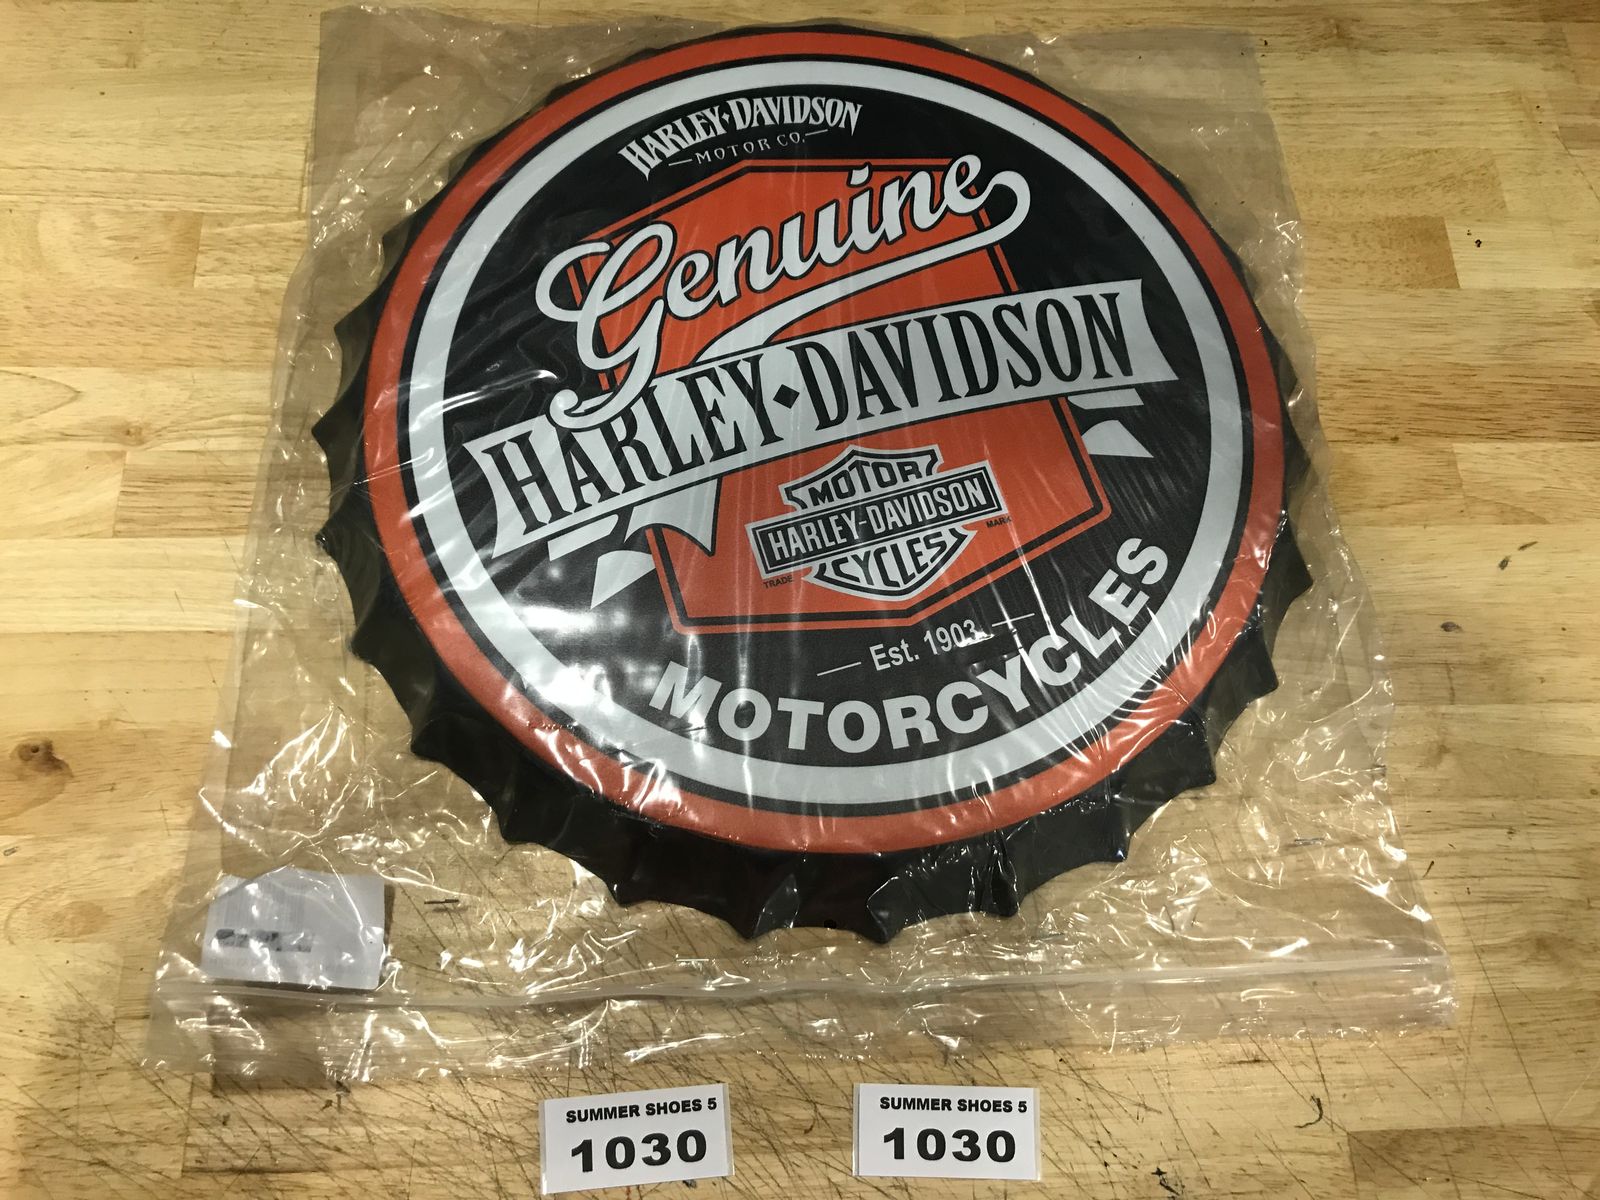 HARLEY-DAVIDSON
MOTOR CO.
Genuine
HARLEY-DAVIDSON
MOTOR
HARLEY-DAVIDSON
CYCLES
TRADE MARK
Est. 1903
MOTORCYCLES
SUMMER SHOES 5
1030
SUMMER SHOES 5
1030